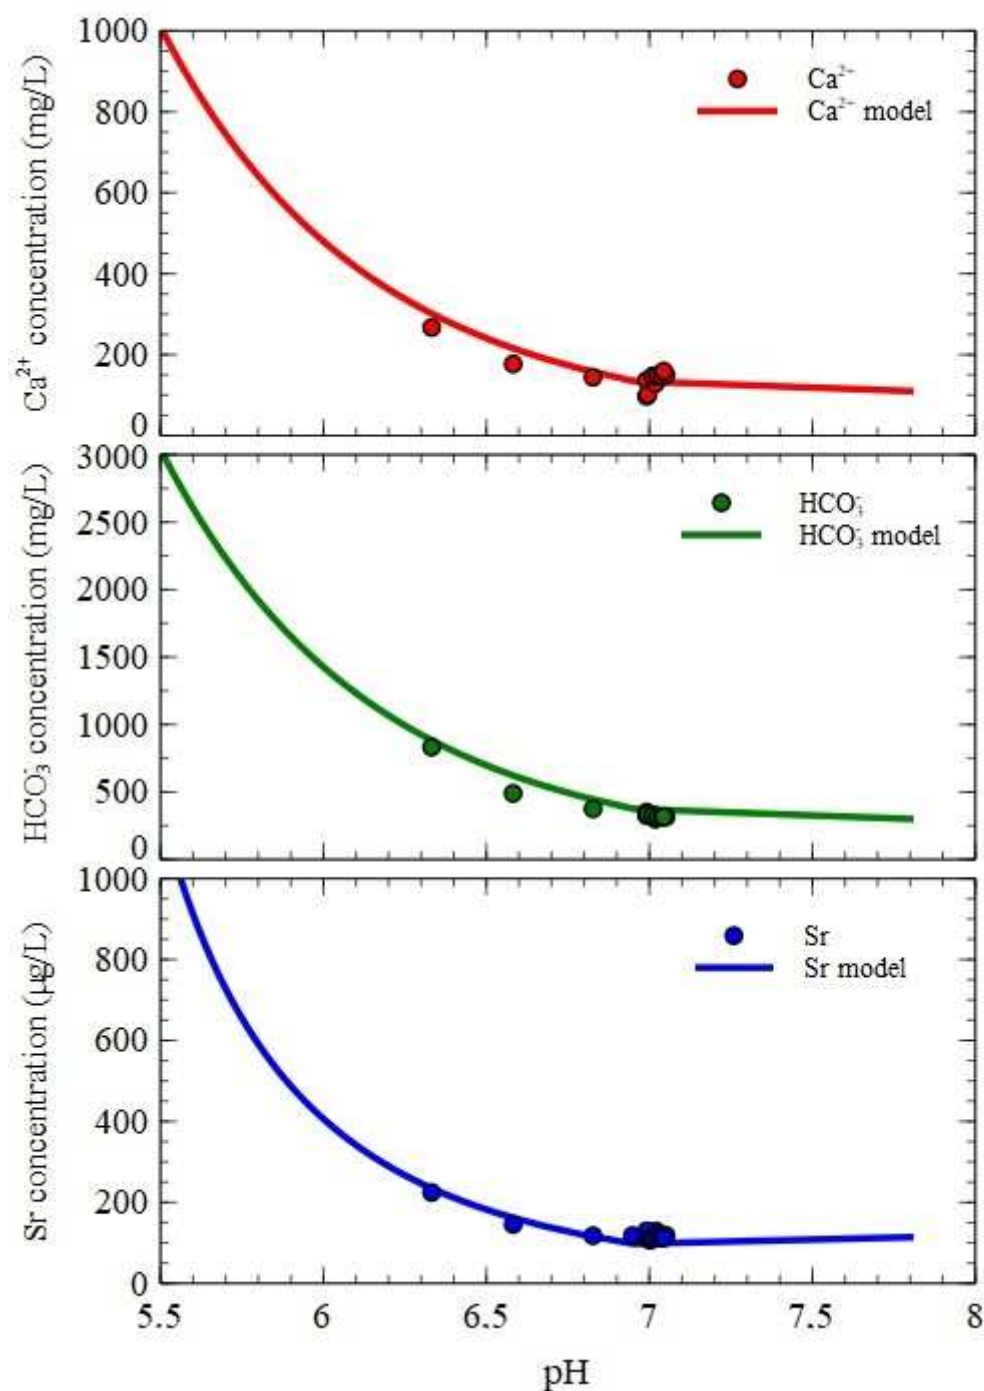 1000
800
600
400
200
0
Ca²⁺ concentration (mg/L)
Ca²⁺
Ca²⁺ model
3000
2500
2000
1500
1000
500
0
HCO₃⁻ concentration (mg/L)
HCO₃⁻
HCO₃⁻ model
1000
800
600
400
200
0
Sr concentration (µg/L)
Sr
Sr model
5.5 6 6.5 7 7.5 8
pH